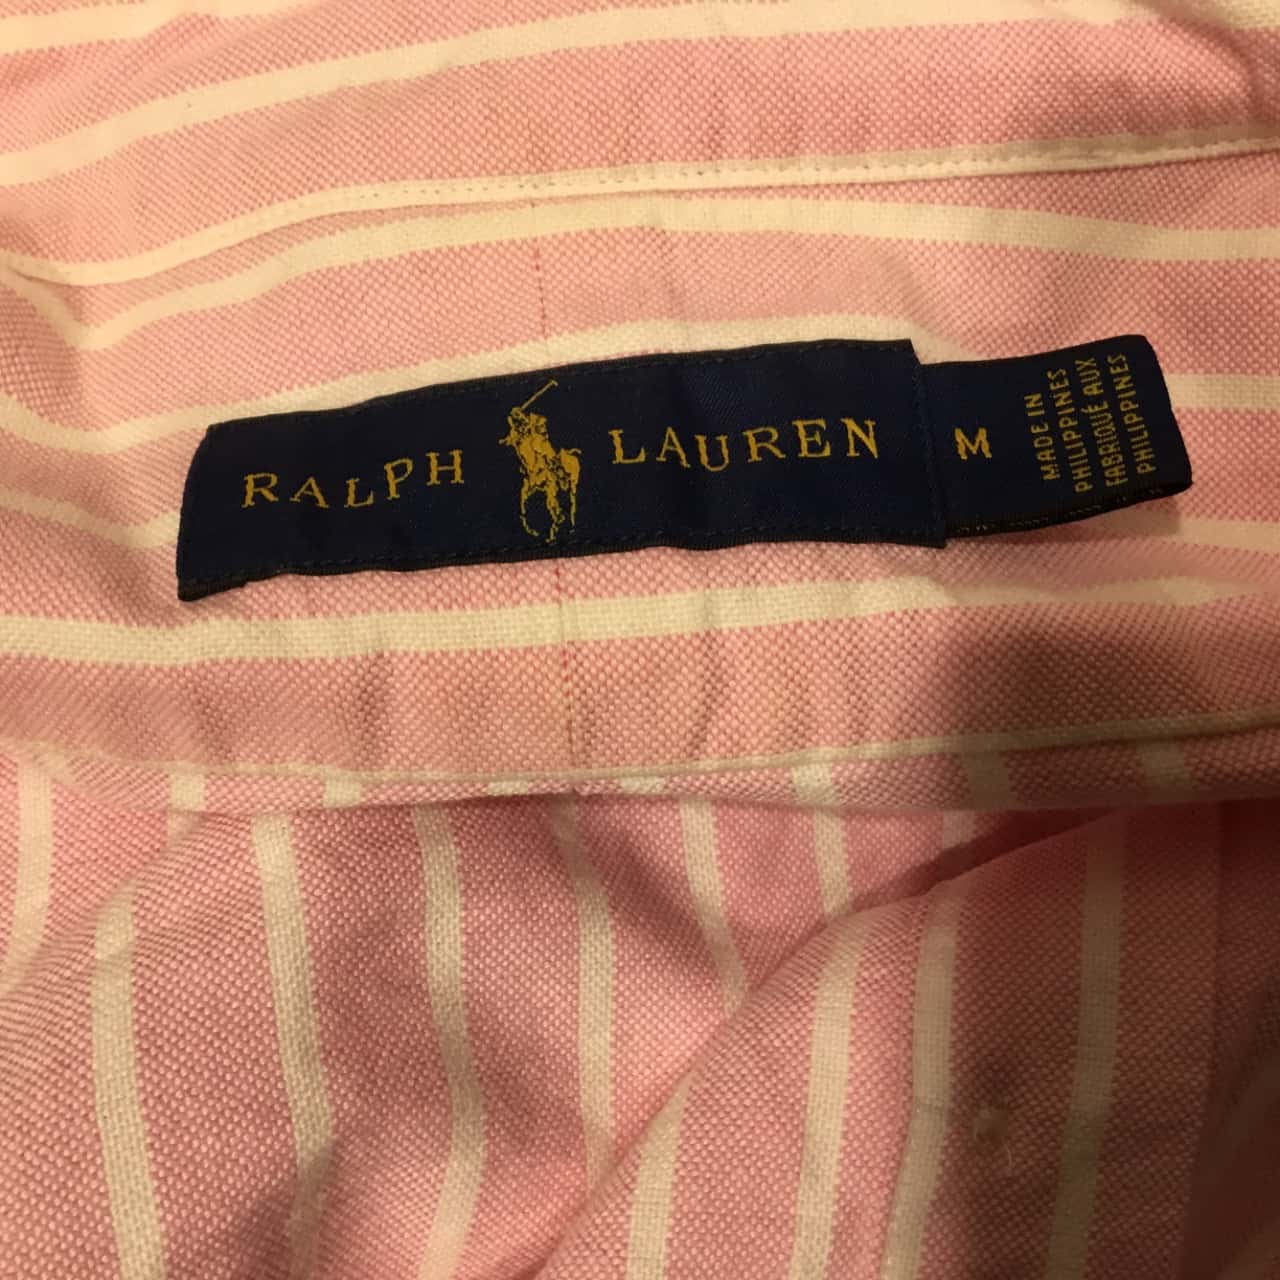 RALPH LAUREN
M
MADE IN
PHILIPPINES
FABRIQUÉ AUX
PHILIPPINES